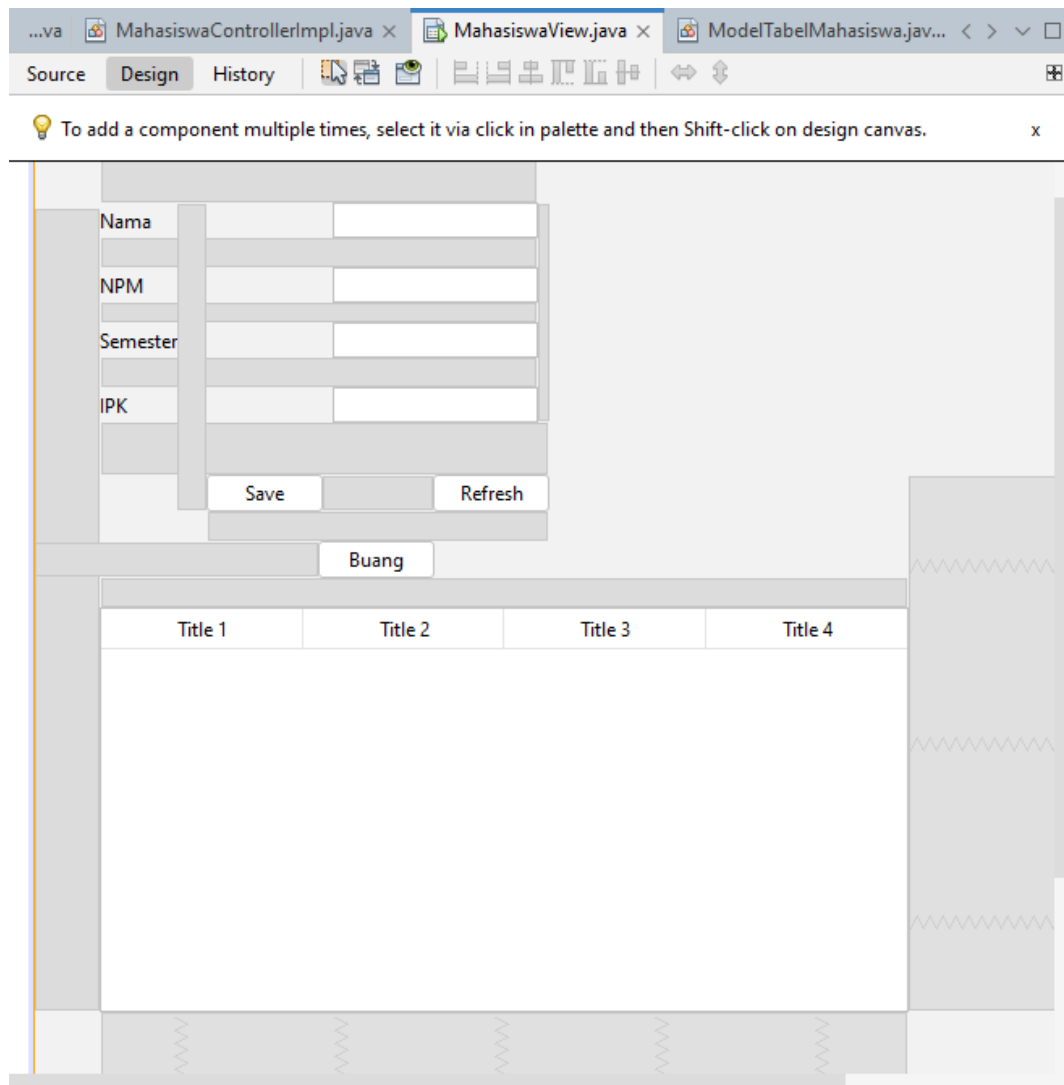 ...va MahasiswaControllerImpl.java × MahasiswaView.java × ModelTabelMahasiswa.jav...
Source Design History
To add a component multiple times, select it via click in palette and then Shift-click on design canvas. x
Nama
NPM
Semester
IPK
Save Refresh
Buang
Title 1 Title 2 Title 3 Title 4